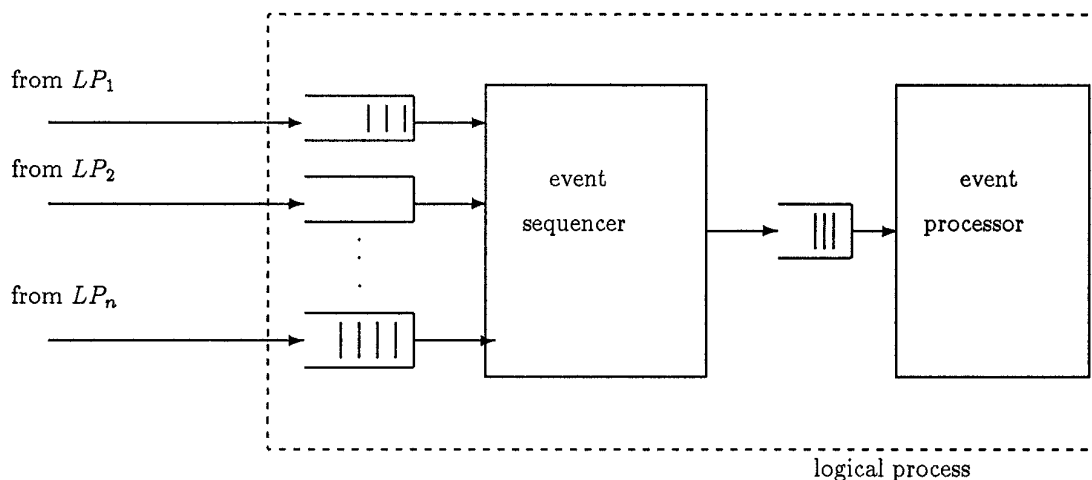 from LP₁
from LP₂
event
event
sequencer
processor
from LPₙ
logical process